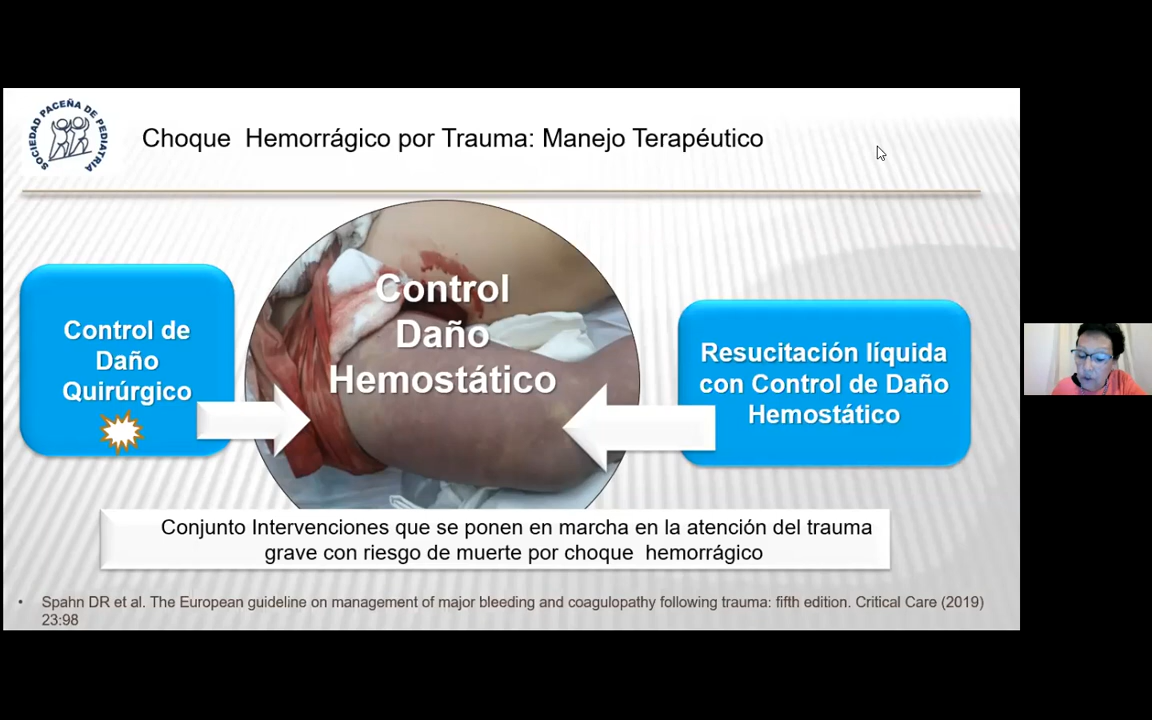 SOCIEDAD PACEÑA DE PEDIATRIA
Choque Hemorrágico por Trauma: Manejo Terapéutico
Control de
Daño
Quirúrgico
Control
Daño
Hemostático
Resucitación líquida
con Control de Daño
Hemostático
Conjunto Intervenciones que se ponen en marcha en la atención del trauma
grave con riesgo de muerte por choque hemorrágico
• Spahn DR et al. The European guideline on management of major bleeding and coagulopathy following trauma: fifth edition. Critical Care (2019)
23:98